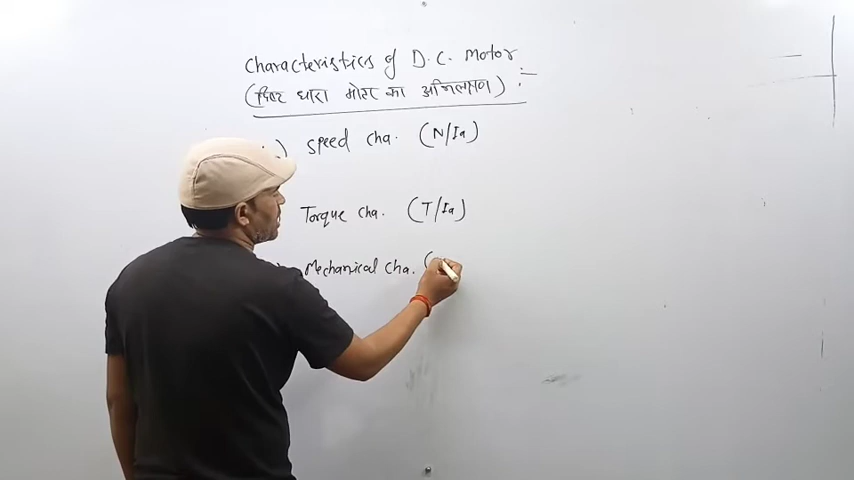 Characteristics of D.C. Motor
(दिष्ट धारा मोटर का अभिलक्षण) :-
) Speed cha. (N/Ia)
Torque cha. (T/Ia)
Mechanical cha. (